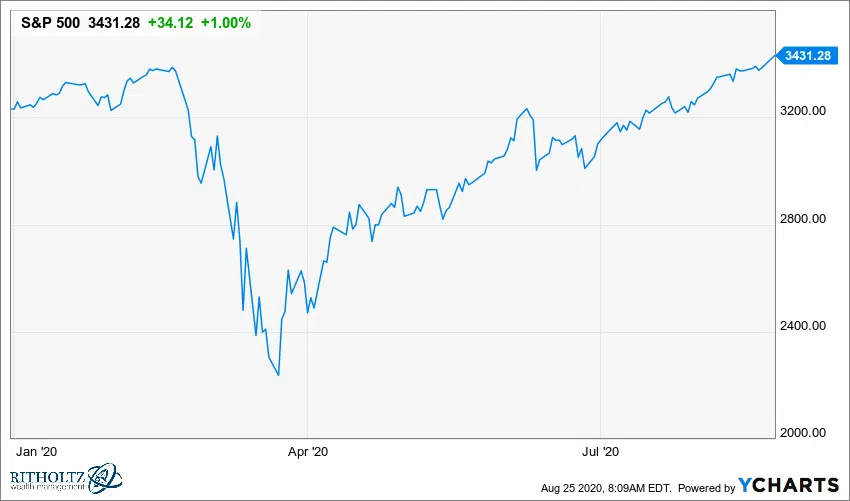 S&P 500 3431.28 +34.12 +1.00%
3431.28
3200.00
2800.00
2400.00
2000.00
Jan '20 Apr '20 Jul '20
RITHOLTZ
wealth management
Aug 25 2020, 8:09AM EDT. Powered by YCHARTS